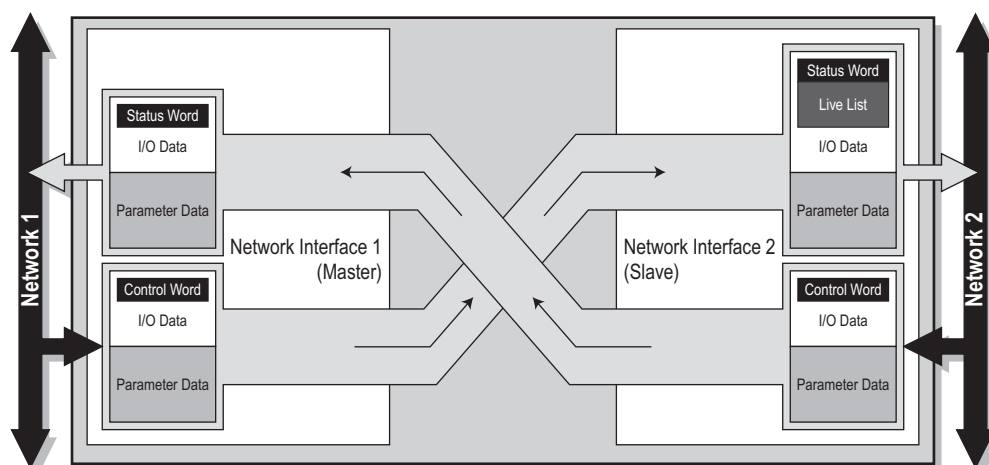 Network 1
Status Word
I/O Data
Parameter Data
Control Word
I/O Data
Parameter Data
Network Interface 1
(Master)
Network Interface 2
(Slave)
Status Word
Live List
I/O Data
Parameter Data
Control Word
I/O Data
Parameter Data
Network 2